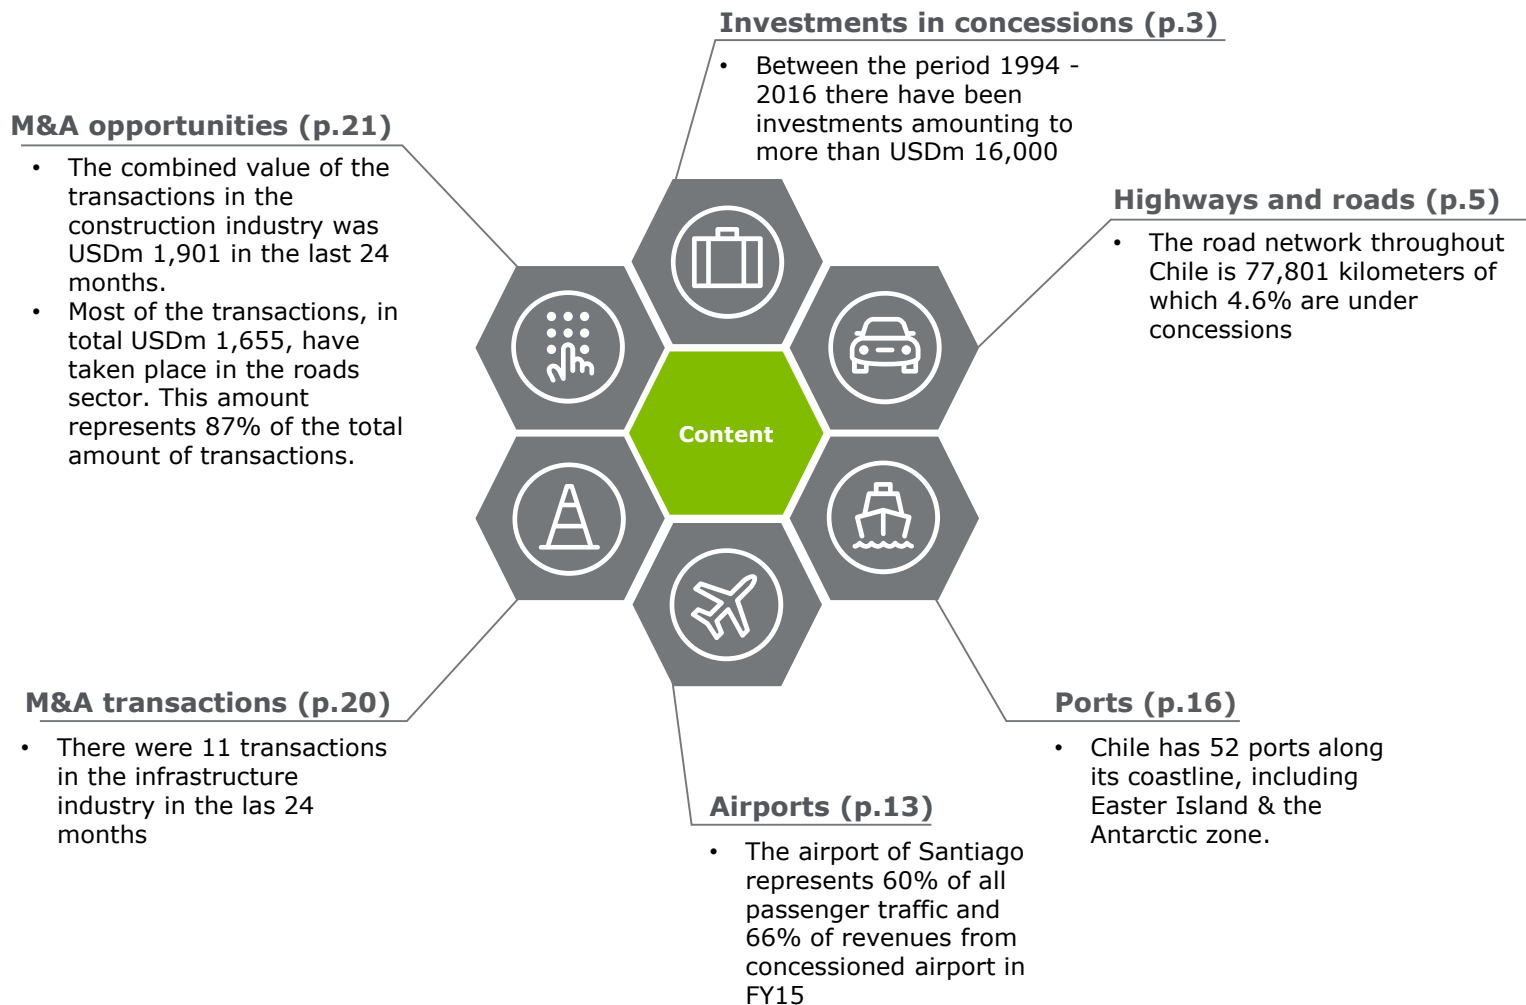 Investments in concessions (p.3)
• Between the period 1994 -
2016 there have been
investments amounting to
more than USDm 16,000
M&A opportunities (p.21)
• The combined value of the
transactions in the
construction industry was
USDm 1,901 in the last 24
months.
• Most of the transactions, in
total USDm 1,655, have
taken place in the roads
sector. This amount
represents 87% of the total
amount of transactions.
Highways and roads (p.5)
• The road network throughout
Chile is 77,801 kilometers of
which 4.6% are under
concessions
Content
M&A transactions (p.20)
• There were 11 transactions
in the infrastructure
industry in the las 24
months
Airports (p.13)
• The airport of Santiago
represents 60% of all
passenger traffic and
66% of revenues from
concessioned airport in
FY15
Ports (p.16)
• Chile has 52 ports along
its coastline, including
Easter Island & the
Antarctic zone.